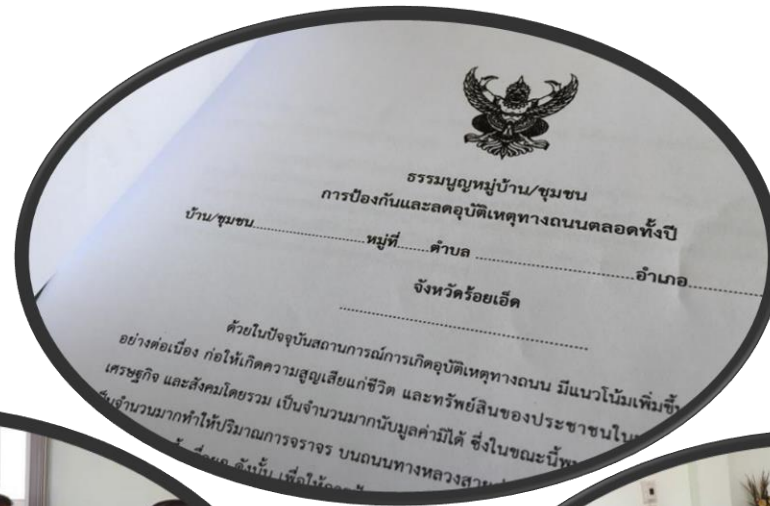 ธรรมนูญหมู่บ้าน/ชุมชน
การป้องกันและลดอุบัติเหตุทางถนนตลอดทั้งปี
บ้าน/ชุมชน..............................หมู่ที่........ตำบล ........................................อำเภอ....................
จังหวัดร้อยเอ็ด
............................................................
ด้วยในปัจจุบันสถานการณ์การเกิดอุบัติเหตุทางถนน มีแนวโน้มเพิ่มขึ้น
อย่างต่อเนื่อง ก่อให้เกิดความสูญเสียแก่ชีวิต และทรัพย์สินของประชาชนใน
เศรษฐกิจ และสังคมโดยรวม เป็นจำนวนมากนับมูลค่ามิได้ ซึ่งในขณะนี้
เป็นจำนวนมากทำให้ปริมาณการจราจร บนถนนทางหลวง
ดังนั้น เพื่อให้